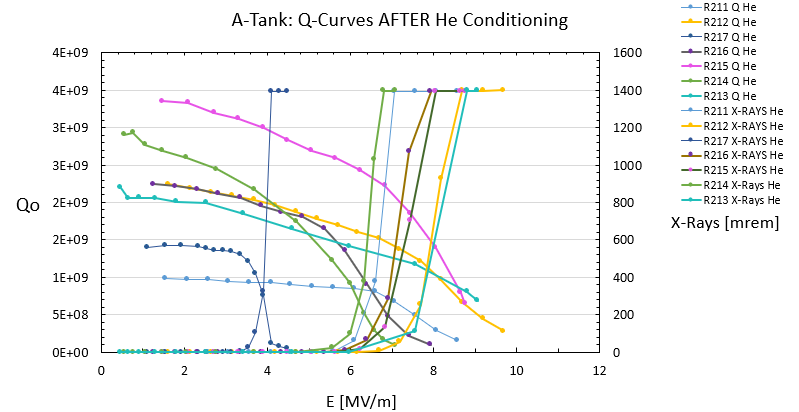 A-Tank: Q-Curves AFTER He Conditioning
4E+09
4E+09
3E+09
3E+09
2E+09
2E+09
1E+09
5E+08
0E+00
Qo
0
2
4
6
8
10
12
E [MV/m]
1600
1400
1200
1000
800
600
400
200
0
X-Rays [mrem]
R211 Q He
R212 Q He
R217 Q He
R216 Q He
R215 Q He
R214 Q He
R213 Q He
R211 X-RAYS He
R212 X-RAYS He
R217 X-RAYS He
R216 X-RAYS He
R215 X-RAYS He
R214 X-Rays He
R213 X-Rays He